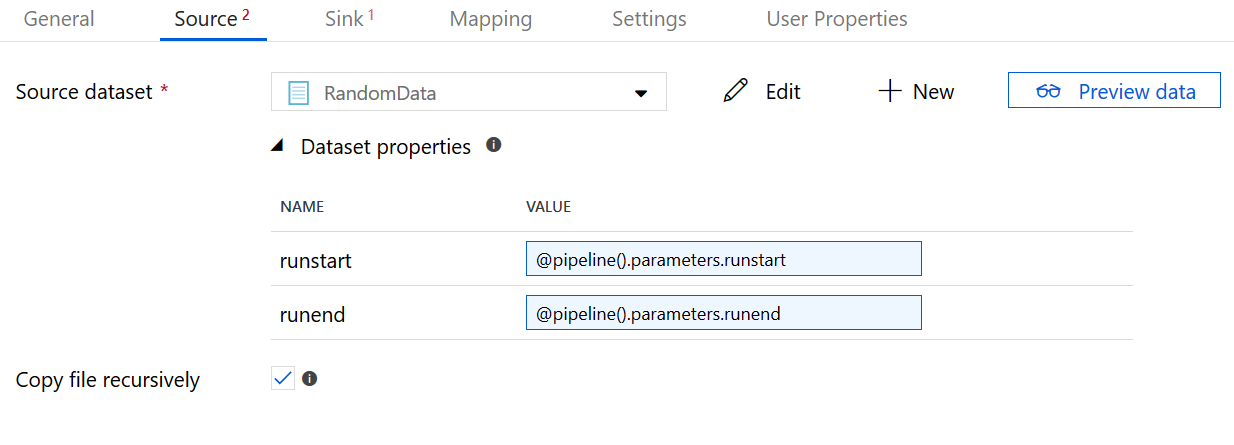 General Source 2 Sink 1 Mapping Settings User Properties
Source dataset * RandomData Edit New Preview data
Dataset properties
NAME VALUE
runstart @pipeline().parameters.runstart
runend @pipeline().parameters.runend
Copy file recursively